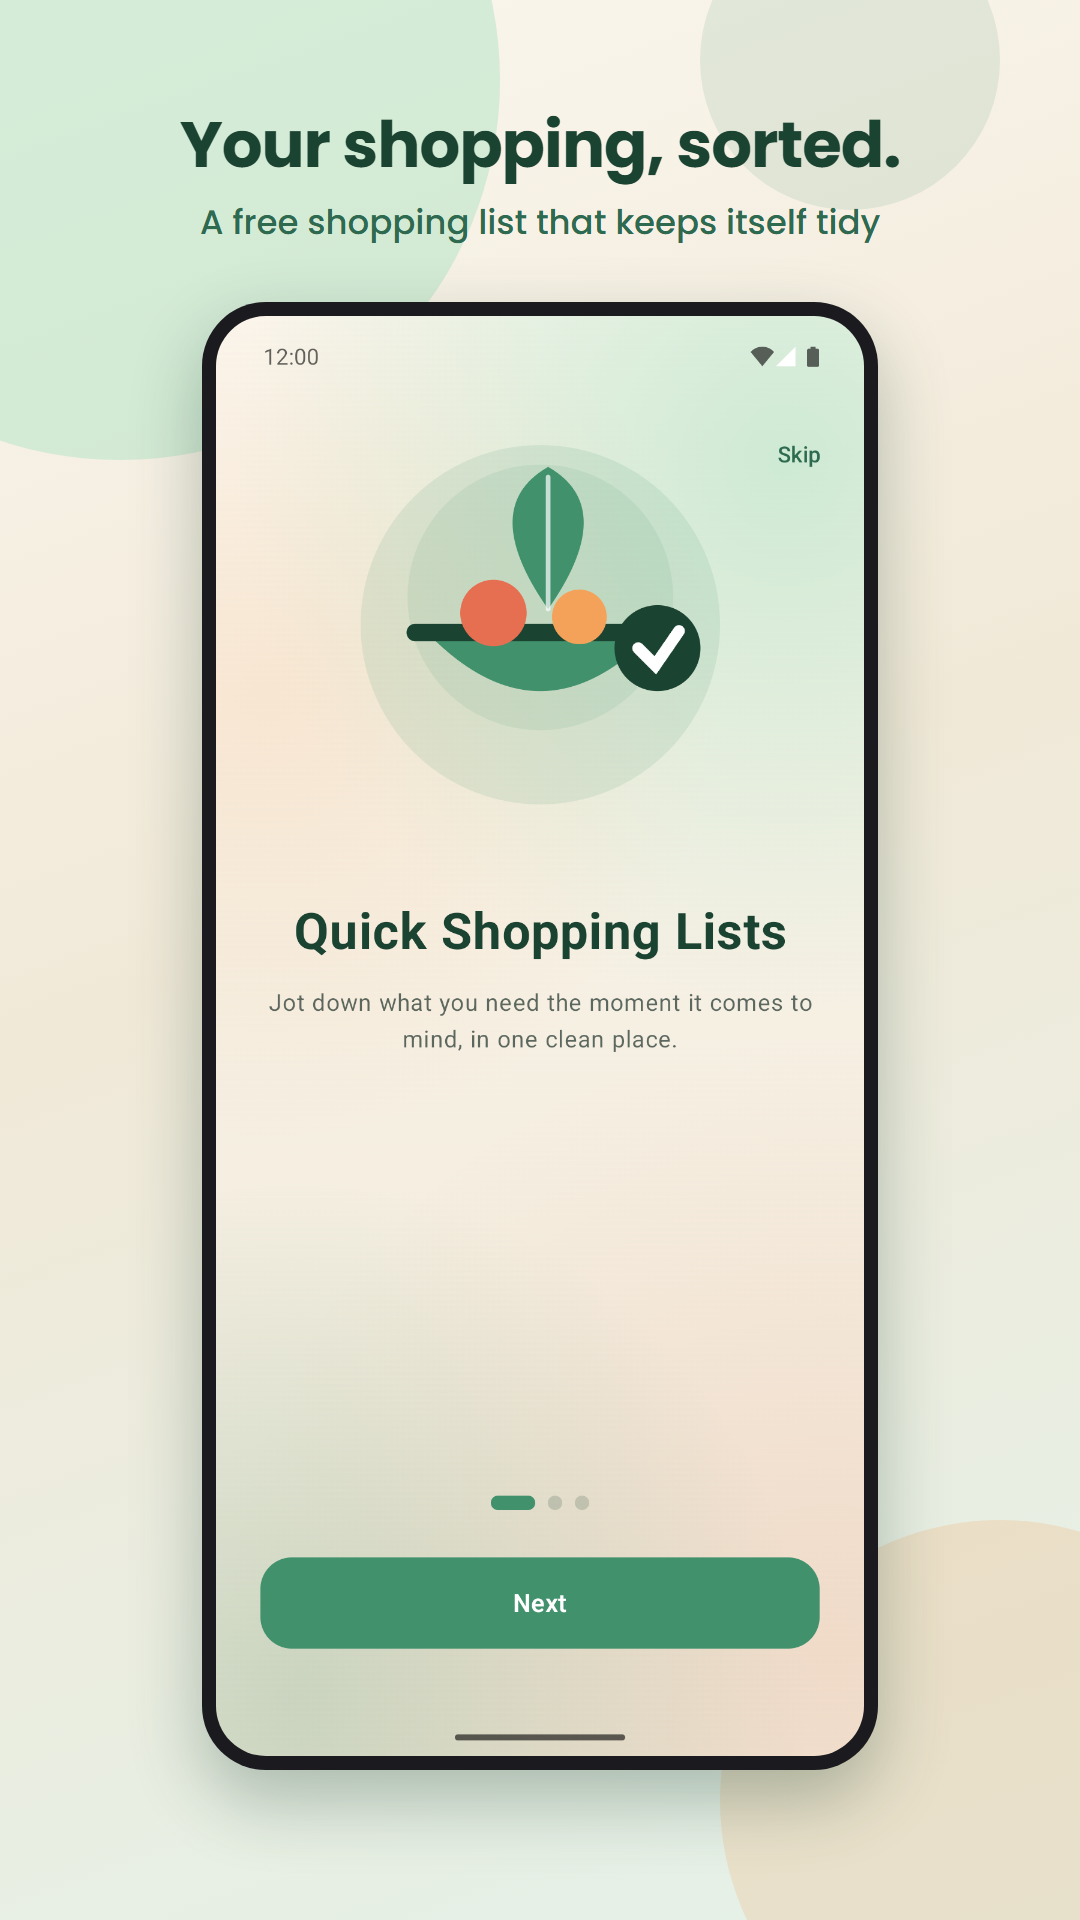 Your shopping, sorted.
A free shopping list that keeps itself tidy
12:00
Skip
Quick Shopping Lists
Jot down what you need the moment it comes to
mind, in one clean place.
Next